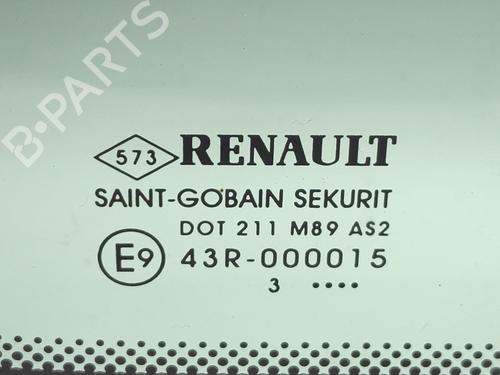 B-PARTS
573 RENAULT
SAINT-GOBAIN SEKURIT
DOT 211 M89 AS2
E9 43R-000015
3 ....